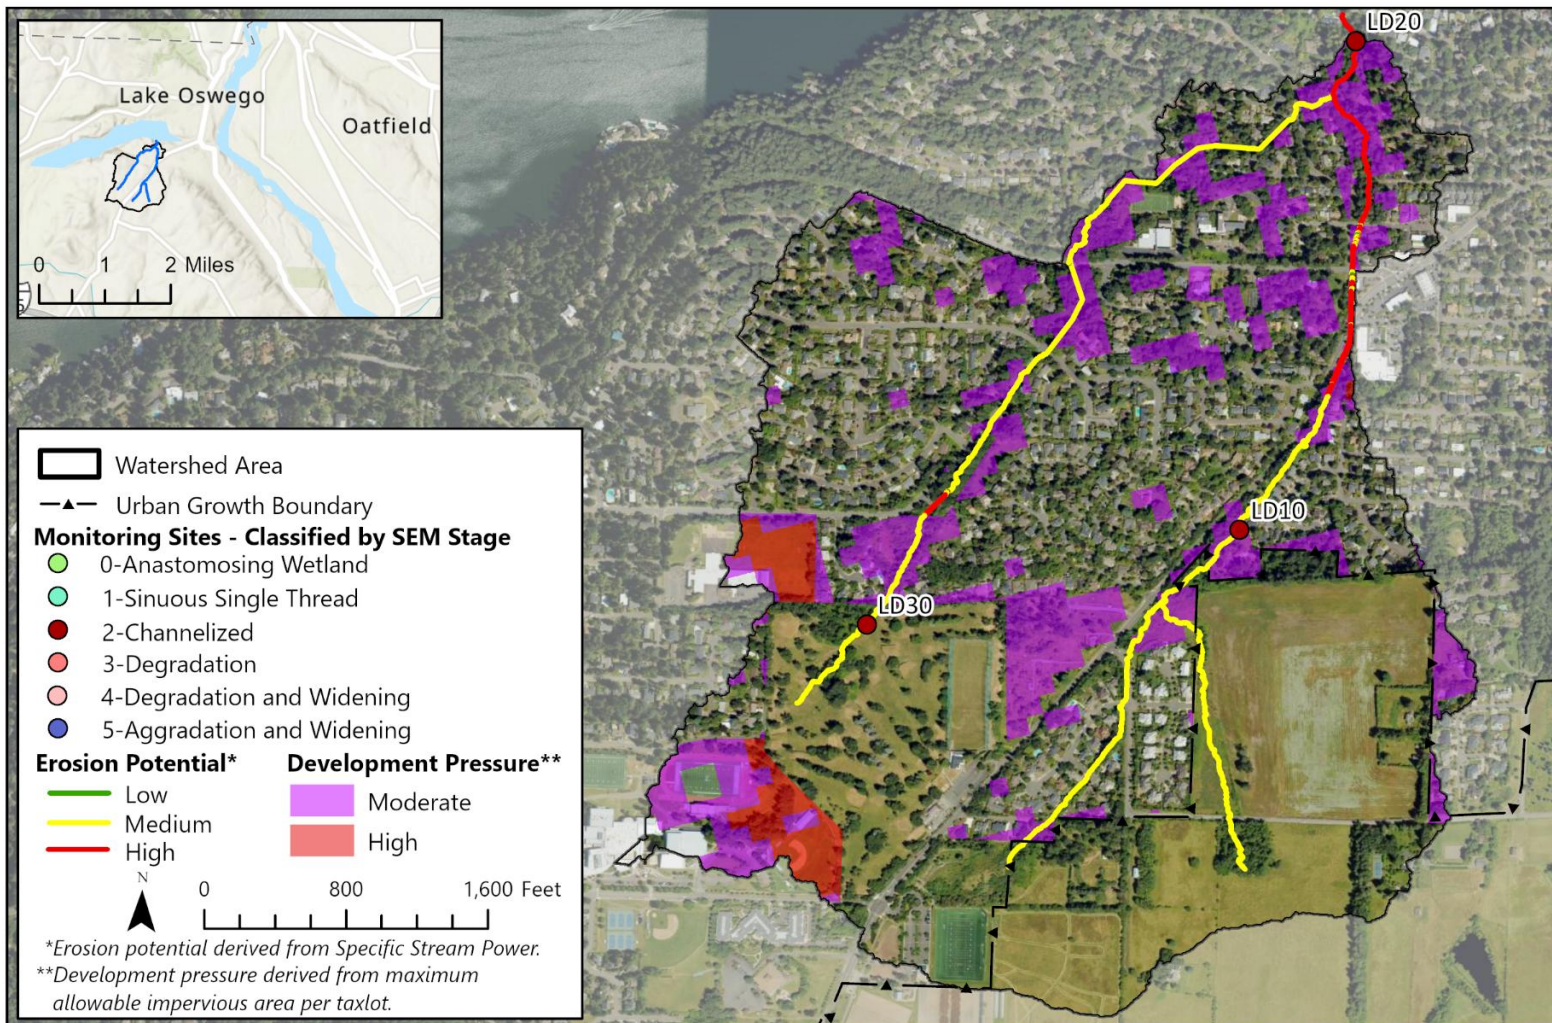 Lake Oswego
Oatfield
0 1 2 Miles
LD20
LD10
LD30
Watershed Area
Urban Growth Boundary
Monitoring Sites - Classified by SEM Stage
0-Anastomosing Wetland
1-Sinuous Single Thread
2-Channelized
3-Degradation
4-Degradation and Widening
5-Aggradation and Widening
Erosion Potential* Development Pressure**
Low
Medium
High
Moderate
High
N
0 800 1,600 Feet
*Erosion potential derived from Specific Stream Power.
**Development pressure derived from maximum
allowable impervious area per taxlot.